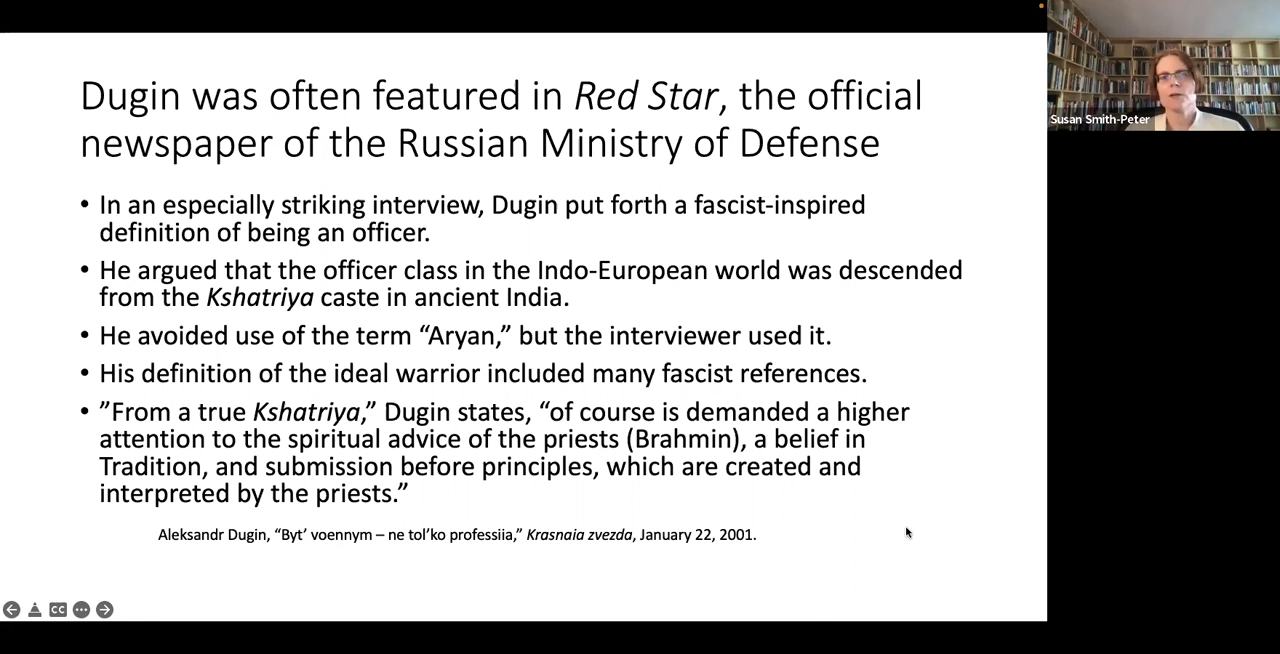 Dugin was often featured in Red Star, the official
newspaper of the Russian Ministry of Defense
• In an especially striking interview, Dugin put forth a fascist-inspired
definition of being an officer.
• He argued that the officer class in the Indo-European world was descended
from the Kshatriya caste in ancient India.
• He avoided use of the term “Aryan,” but the interviewer used it.
• His definition of the ideal warrior included many fascist references.
• ”From a true Kshatriya,” Dugin states, “of course is demanded a higher
attention to the spiritual advice of the priests (Brahmin), a belief in
Tradition, and submission before principles, which are created and
interpreted by the priests.”
Aleksandr Dugin, “Byt’ voennym – ne tol’ko professiia,” Krasnaia zvezda, January 22, 2001.
CC
Susan Smith-Peter